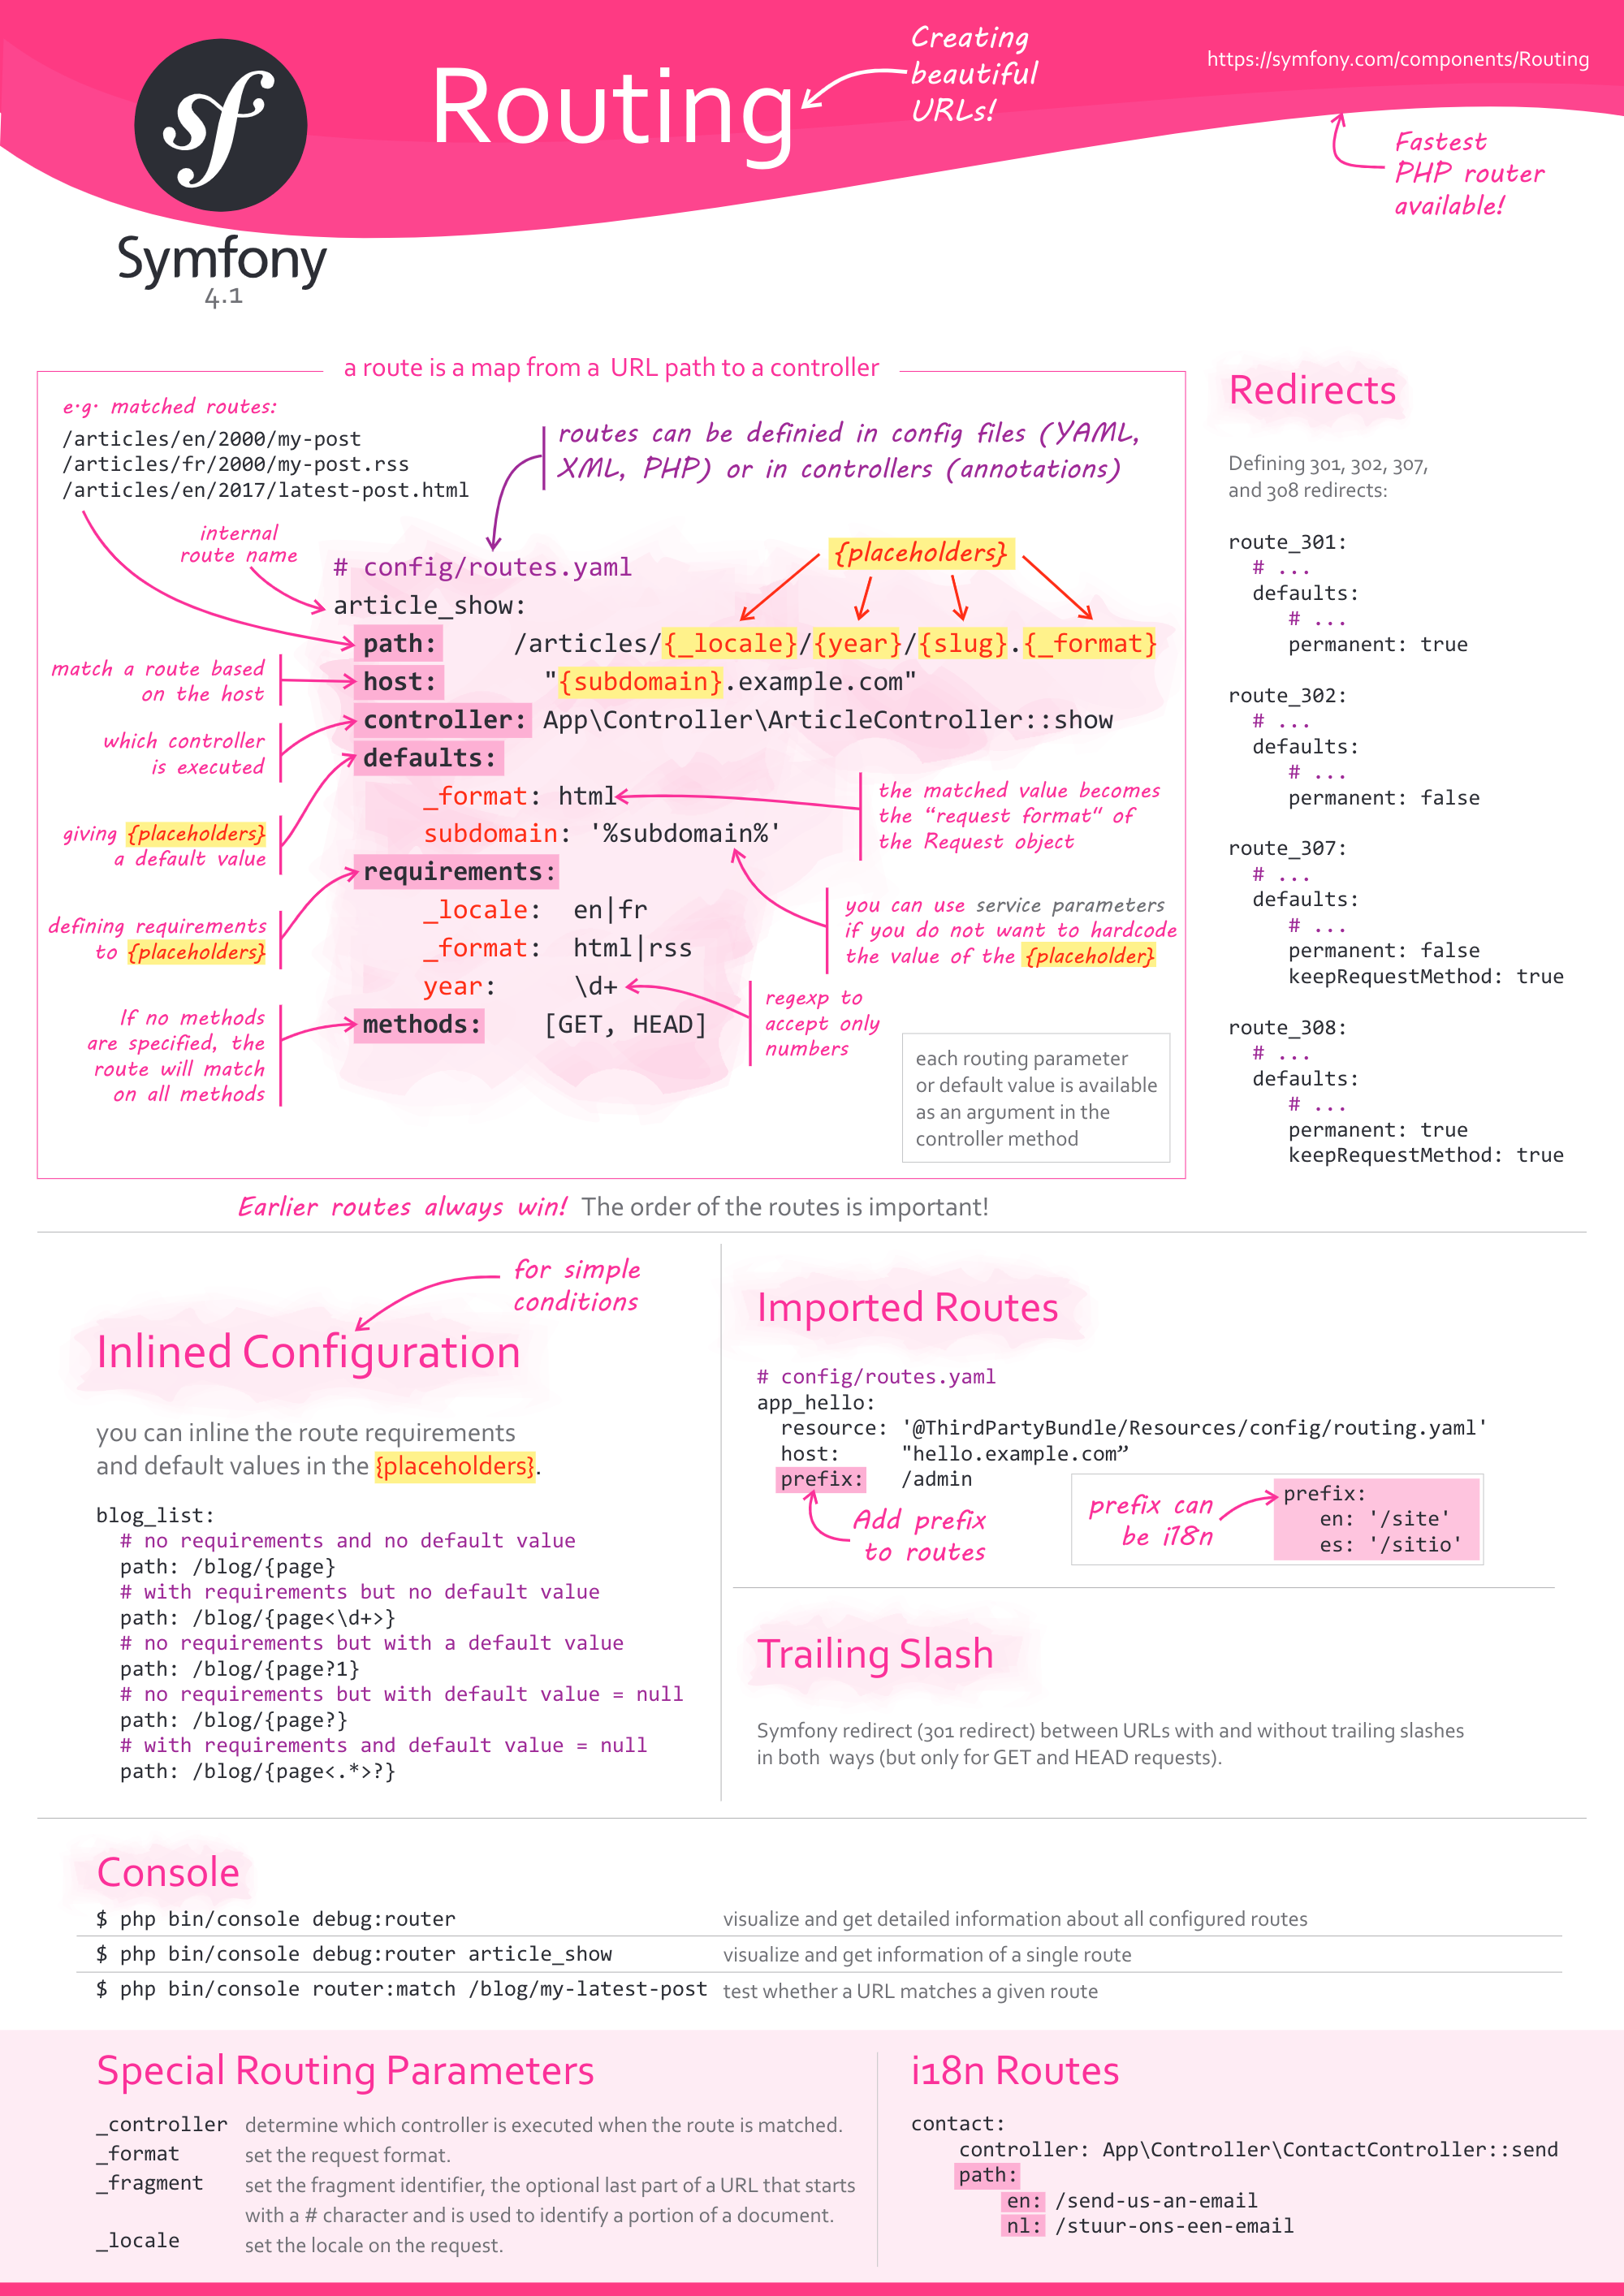 Routing
Creating
beautiful
URLs!
https://symfony.com/components/Routing
Fastest
PHP router
available!
sf
Symfony
4.1
a route is a map from a URL path to a controller
e.g. matched routes:
/articles/en/2000/my-post
/articles/fr/2000/my-post.rss
/articles/en/2017/latest-post.html
routes can be definied in config files (YAML,
XML, PHP) or in controllers (annotations)
internal
route name
{placeholders}
# config/routes.yaml
article_show:
path: /articles/{_locale}/{year}/{slug}.{_format}
host: "{subdomain}.example.com"
controller: App\Controller\ArticleController::show
defaults:
_format: html
subdomain: '%subdomain%'
requirements:
_locale: en|fr
_format: html|rss
year: \d+
methods: [GET, HEAD]
match a route based
on the host
which controller
is executed
giving {placeholders}
a default value
defining requirements
to {placeholders}
If no methods
are specified, the
route will match
on all methods
the matched value becomes
the “request format“ of
the Request object
you can use service parameters
if you do not want to hardcode
the value of the {placeholder}
regexp to
accept only
numbers
each routing parameter
or default value is available
as an argument in the
controller method
Redirects
Defining 301, 302, 307,
and 308 redirects:
route_301:
# ...
defaults:
# ...
permanent: true
route_302:
# ...
defaults:
# ...
permanent: false
route_307:
# ...
defaults:
# ...
permanent: false
keepRequestMethod: true
route_308:
# ...
defaults:
# ...
permanent: true
keepRequestMethod: true
Earlier routes always win! The order of the routes is important!
for simple
conditions
Inlined Configuration
you can inline the route requirements
and default values in the {placeholders}.
blog_list:
# no requirements and no default value
path: /blog/{page}
# with requirements but no default value
path: /blog/{page<\d+>}
# no requirements but with a default value
path: /blog/{page?1}
# no requirements but with default value = null
path: /blog/{page?}
# with requirements and default value = null
path: /blog/{page<.*>?}
Imported Routes
# config/routes.yaml
app_hello:
resource: '@ThirdPartyBundle/Resources/config/routing.yaml'
host: "hello.example.com”
prefix: /admin
Add prefix
to routes
prefix can
be i18n
prefix:
en: '/site'
es: '/sitio'
Trailing Slash
Symfony redirect (301 redirect) between URLs with and without trailing slashes
in both ways (but only for GET and HEAD requests).
Console
$ php bin/console debug:router visualize and get detailed information about all configured routes
$ php bin/console debug:router article_show visualize and get information of a single route
$ php bin/console router:match /blog/my-latest-post test whether a URL matches a given route
Special Routing Parameters
_controller determine which controller is executed when the route is matched.
_format set the request format.
_fragment set the fragment identifier, the optional last part of a URL that starts
with a # character and is used to identify a portion of a document.
_locale set the locale on the request.
i18n Routes
contact:
controller: App\Controller\ContactController::send
path:
en: /send-us-an-email
nl: /stuur-ons-een-email